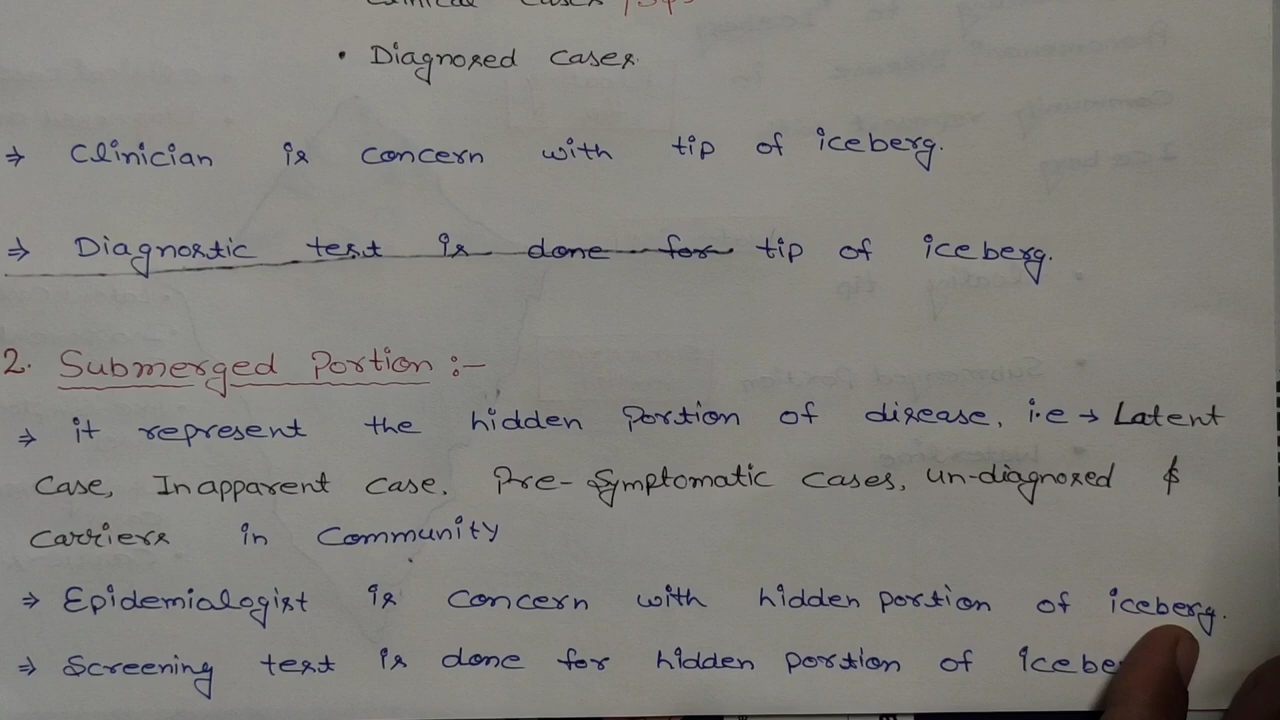 • Diagnosed cases
⇒ Clinician is concern with tip of iceberg.
⇒ Diagnostic test is done for tip of iceberg.
2. Submerged Portion :-
⇒ it represent the hidden portion of disease, i.e → Latent
case, Inapparent case, Pre-Symptomatic cases, un-diagnosed &
carriers in Community
⇒ Epidemialogist is concern with hidden portion of iceberg.
⇒ Screening test is done for hidden portion of icebe